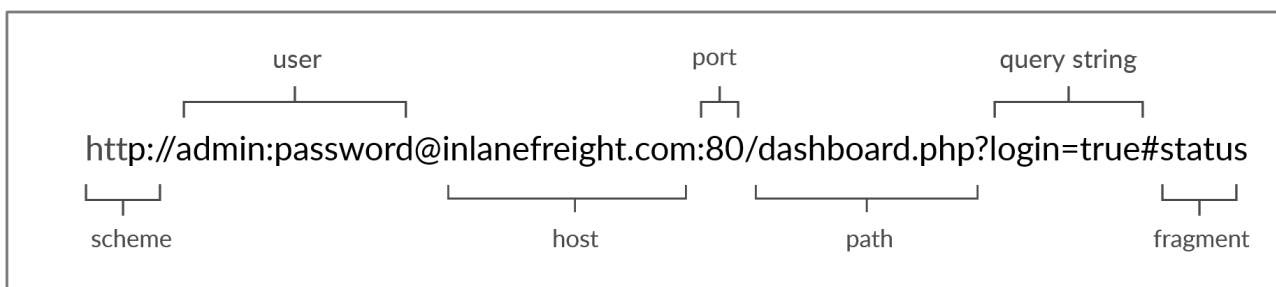 user port query string
http://admin:password@inlanefreight.com:80/dashboard.php?login=true#status
scheme host path fragment